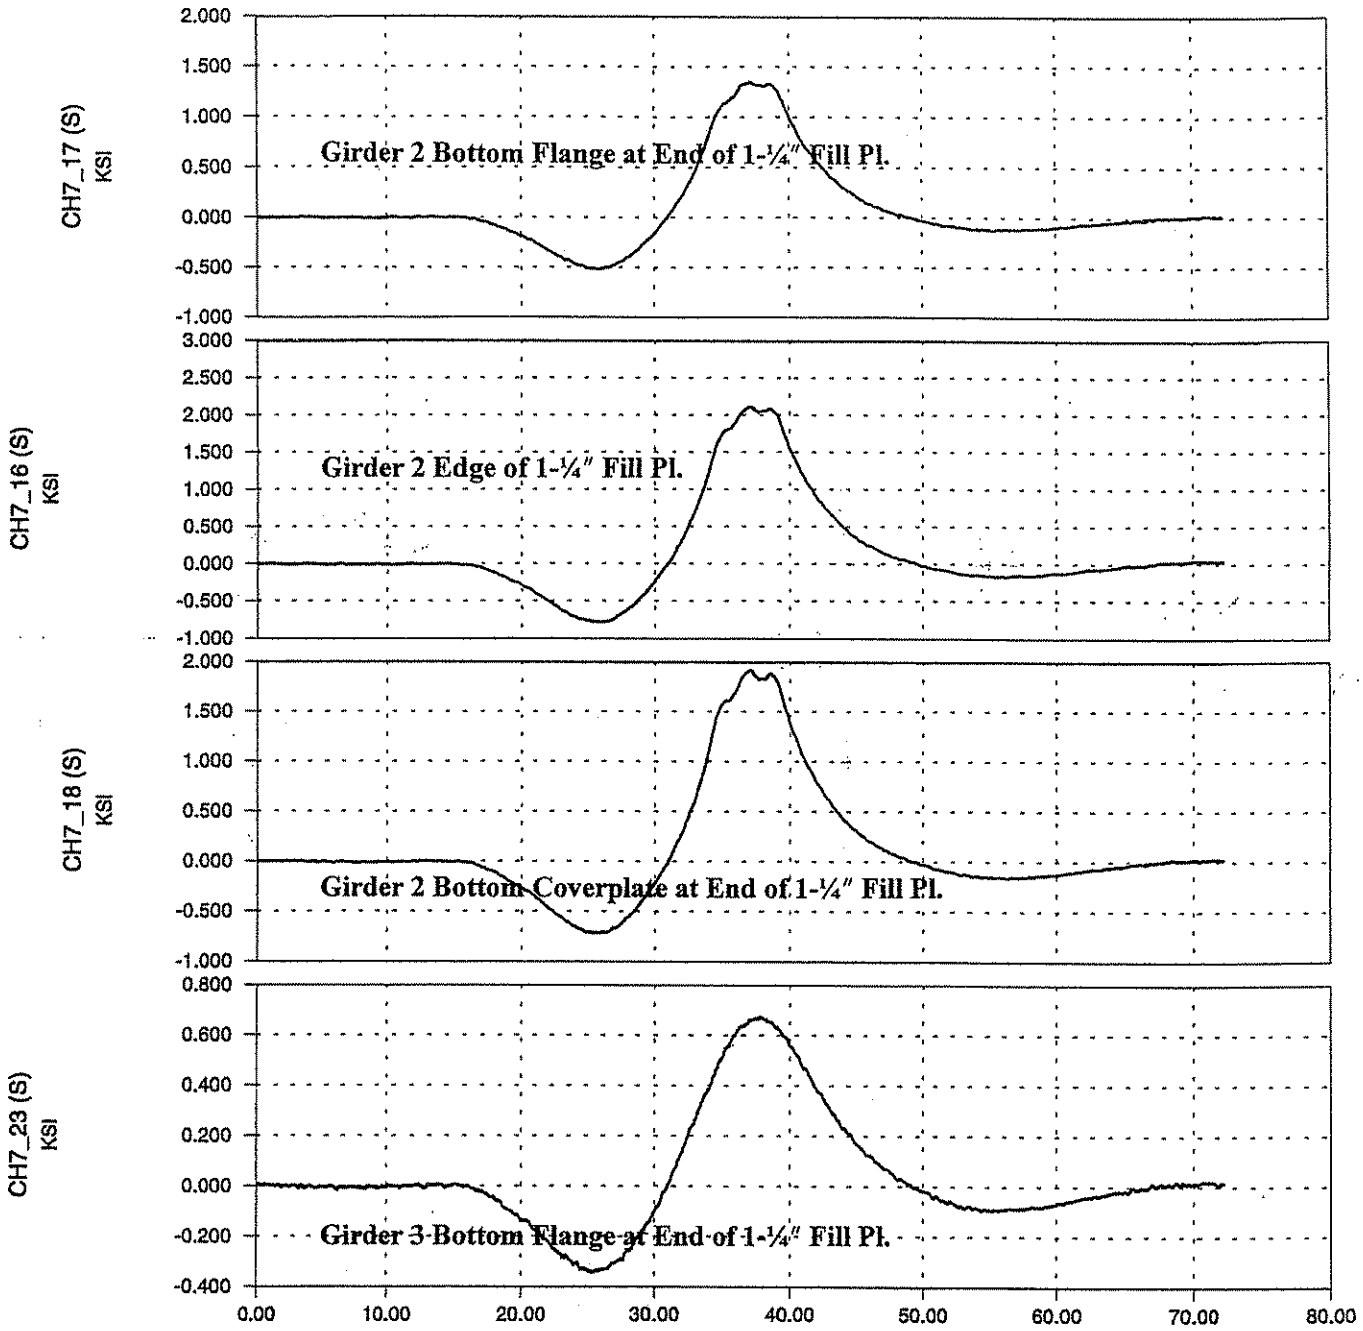 2.000
1.500
1.000
0.500
0.000
-0.500
-1.000
CH7_17 (S)
KSI
Girder 2 Bottom Flange at End of 1-¼″ Fill Pl.
3.000
2.500
2.000
1.500
1.000
0.500
0.000
-0.500
-1.000
CH7_16 (S)
KSI
Girder 2 Edge of 1-¼″ Fill Pl.
2.000
1.500
1.000
0.500
0.000
-0.500
-1.000
CH7_18 (S)
KSI
Girder 2 Bottom Coverplate at End of 1-¼″ Fill Pl.
0.800
0.600
0.400
0.200
0.000
-0.200
-0.400
CH7_23 (S)
KSI
Girder 3 Bottom Flange at End of 1-¼″ Fill Pl.
0.00 10.00 20.00 30.00 40.00 50.00 60.00 70.00 80.00